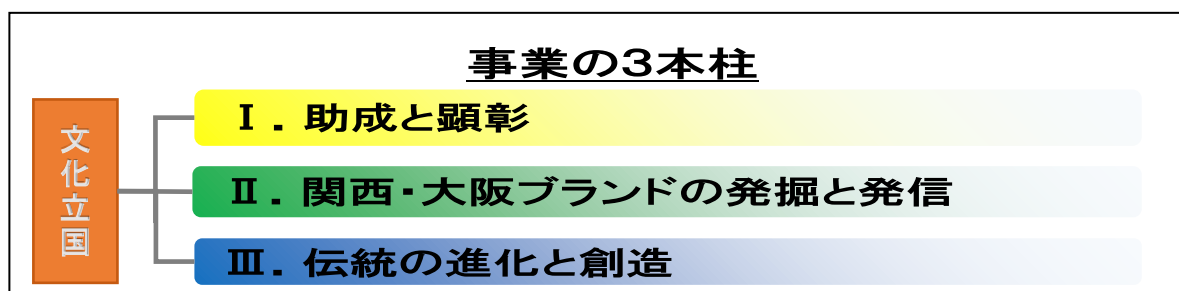 事業の3本柱
文化立国
Ⅰ. 助成と顕彰
Ⅱ. 関西・大阪ブランドの発掘と発信
Ⅲ. 伝統の進化と創造